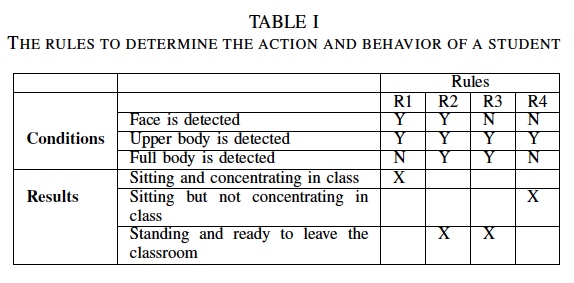 TABLE I
THE RULES TO DETERMINE THE ACTION AND BEHAVIOR OF A STUDENT
Rules
R1 R2 R3 R4
Face is detected Y Y N N
Conditions Upper body is detected Y Y Y Y
Full body is detected N Y Y N
Sitting and concentrating in class X
Results Sitting but not concentrating in X
class
Standing and ready to leave the X X
classroom